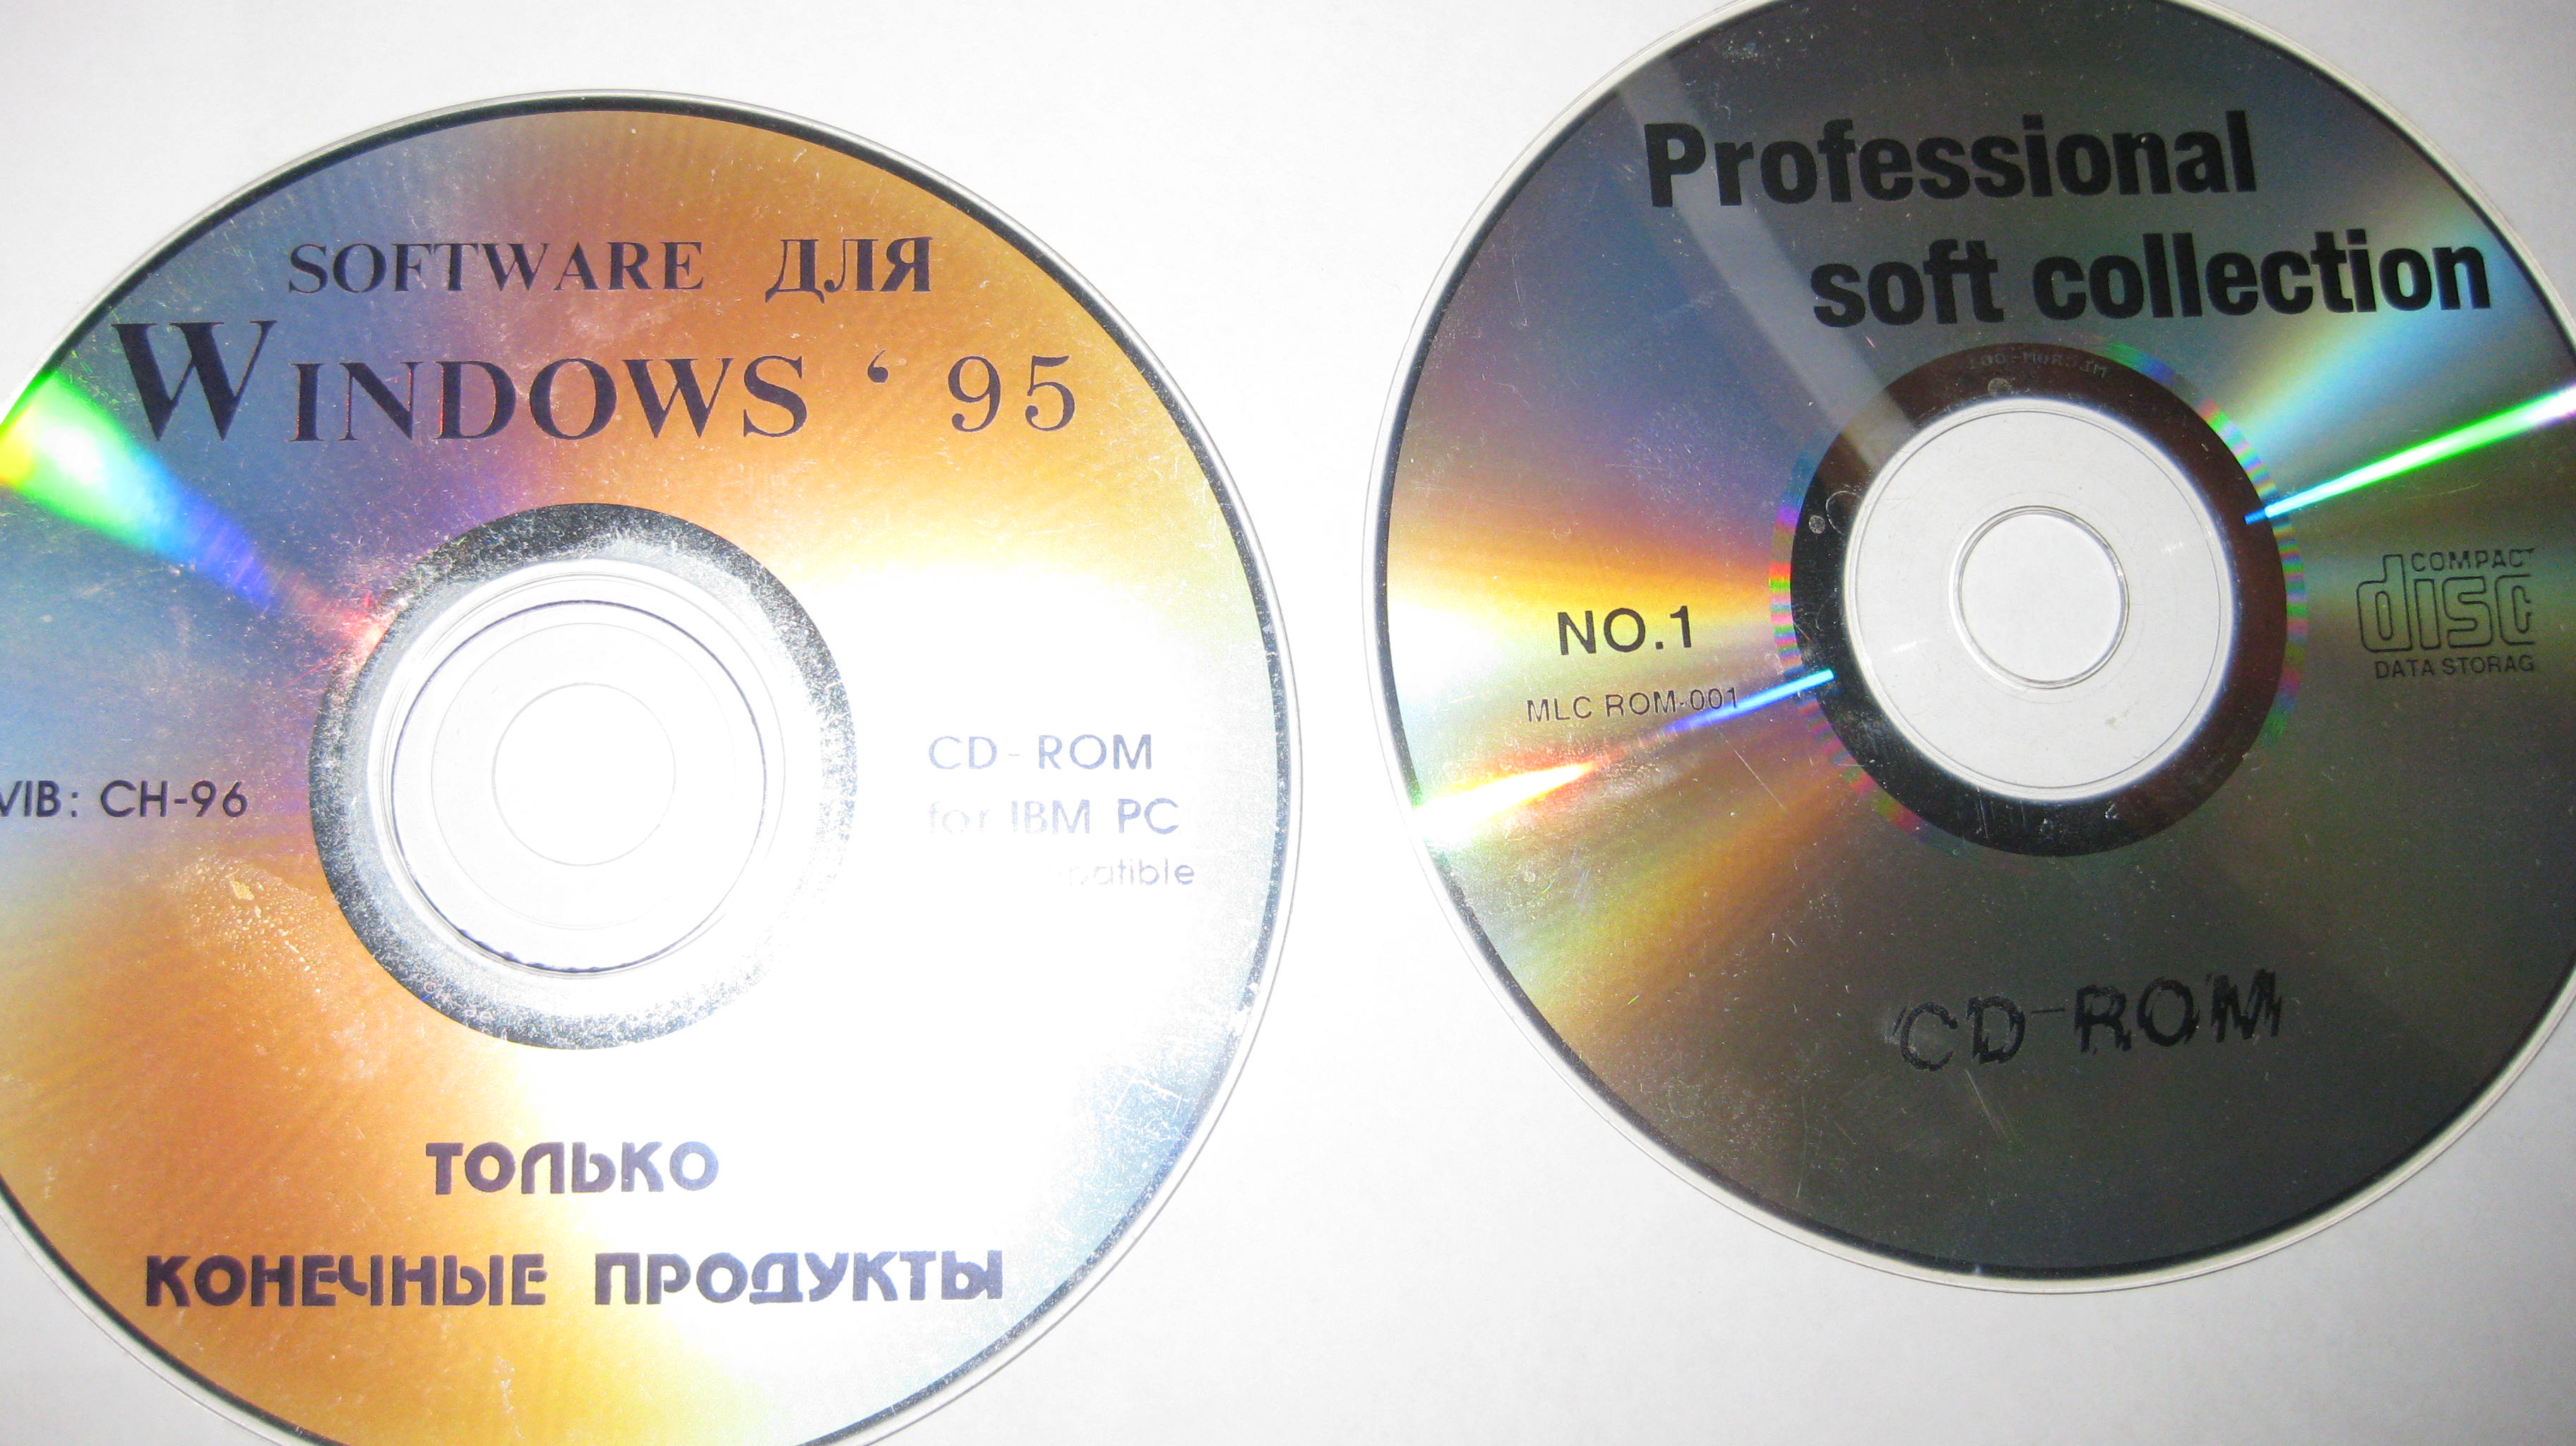 SOFTWARE ДЛЯ
WINDOWS ‘ 95
CH-96
CD-ROM
for IBM PC
ТОЛЬКО
КОНЕЧНЫЕ ПРОДУКТЫ
Professional
soft collection
NO.1
MLC ROM-001
COMPACT
disc
DATA STORAG
CD-ROM